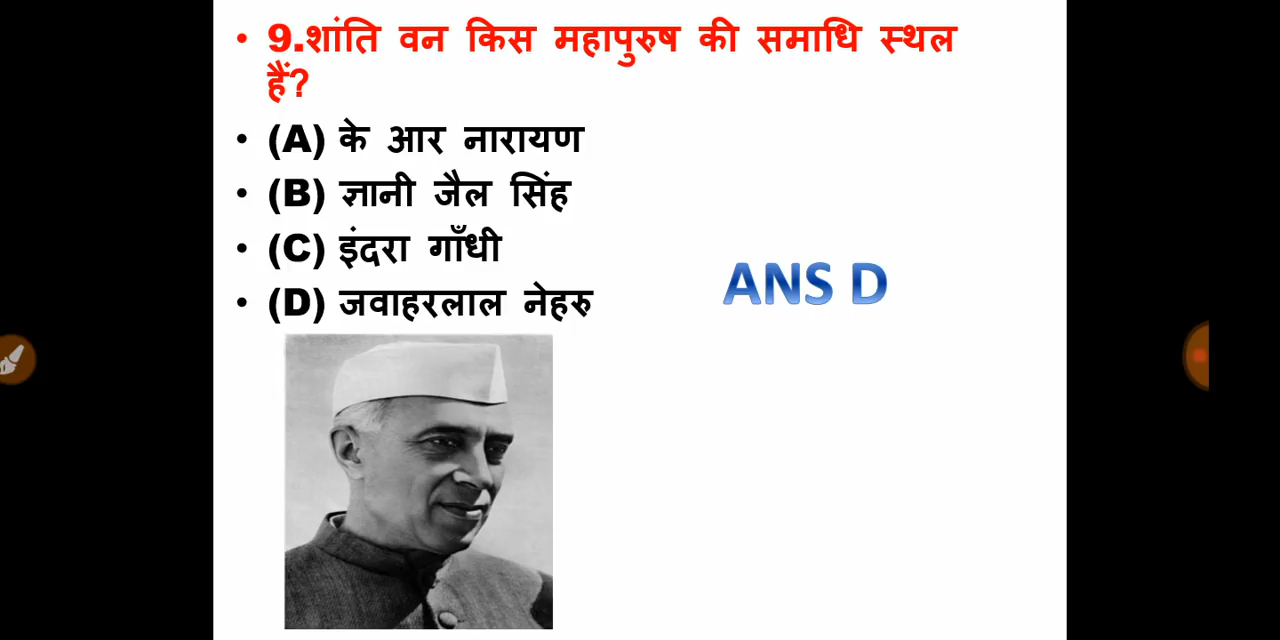 • 9.शांति वन किस महापुरुष की समाधि स्थल
हैं?
• (A) के आर नारायण
• (B) ज्ञानी जैल सिंह
• (C) इंदरा गाँधी
• (D) जवाहरलाल नेहरु
ANS D